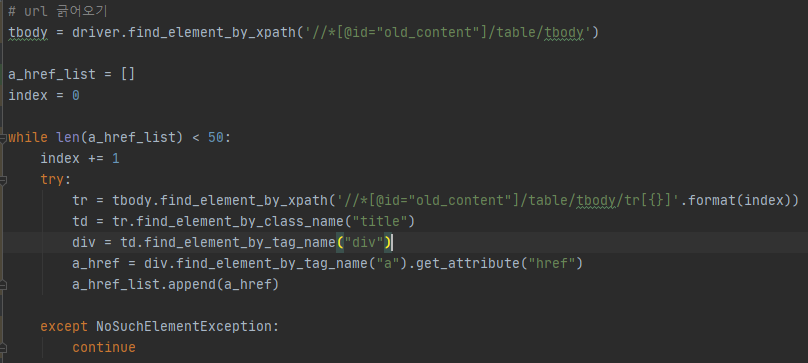 # url 긁어오기
tbody = driver.find_element_by_xpath('//*[@id="old_content"]/table/tbody')
a_href_list = []
index = 0
while len(a_href_list) < 50:
index += 1
try:
tr = tbody.find_element_by_xpath('//*[@id="old_content"]/table/tbody/tr[{}]'.format(index))
td = tr.find_element_by_class_name("title")
div = td.find_element_by_tag_name("div")
a_href = div.find_element_by_tag_name("a").get_attribute("href")
a_href_list.append(a_href)
except NoSuchElementException:
continue